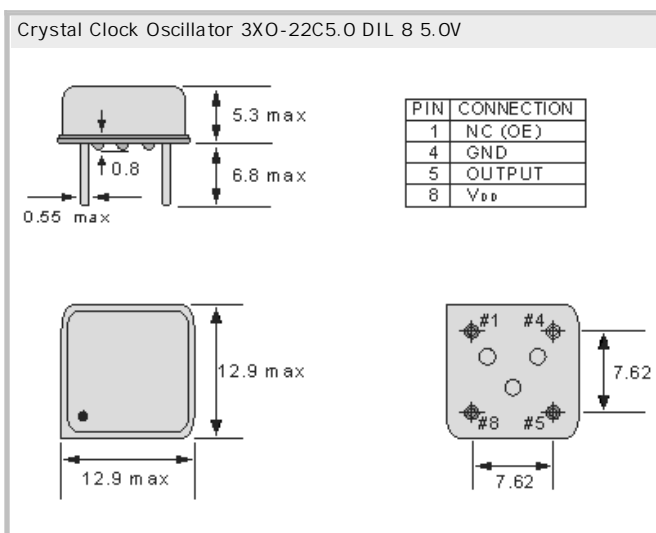 Crystal Clock Oscillator 3XO-22C5.0 DIL 8 5.0V
5.3 max
0.8
6.8 max
0.55 max
PIN CONNECTION
1 NC (OE)
4 GND
5 OUTPUT
8 VDD
12.9 max
12.9 max
#1 #4
#8 #5
7.62
7.62